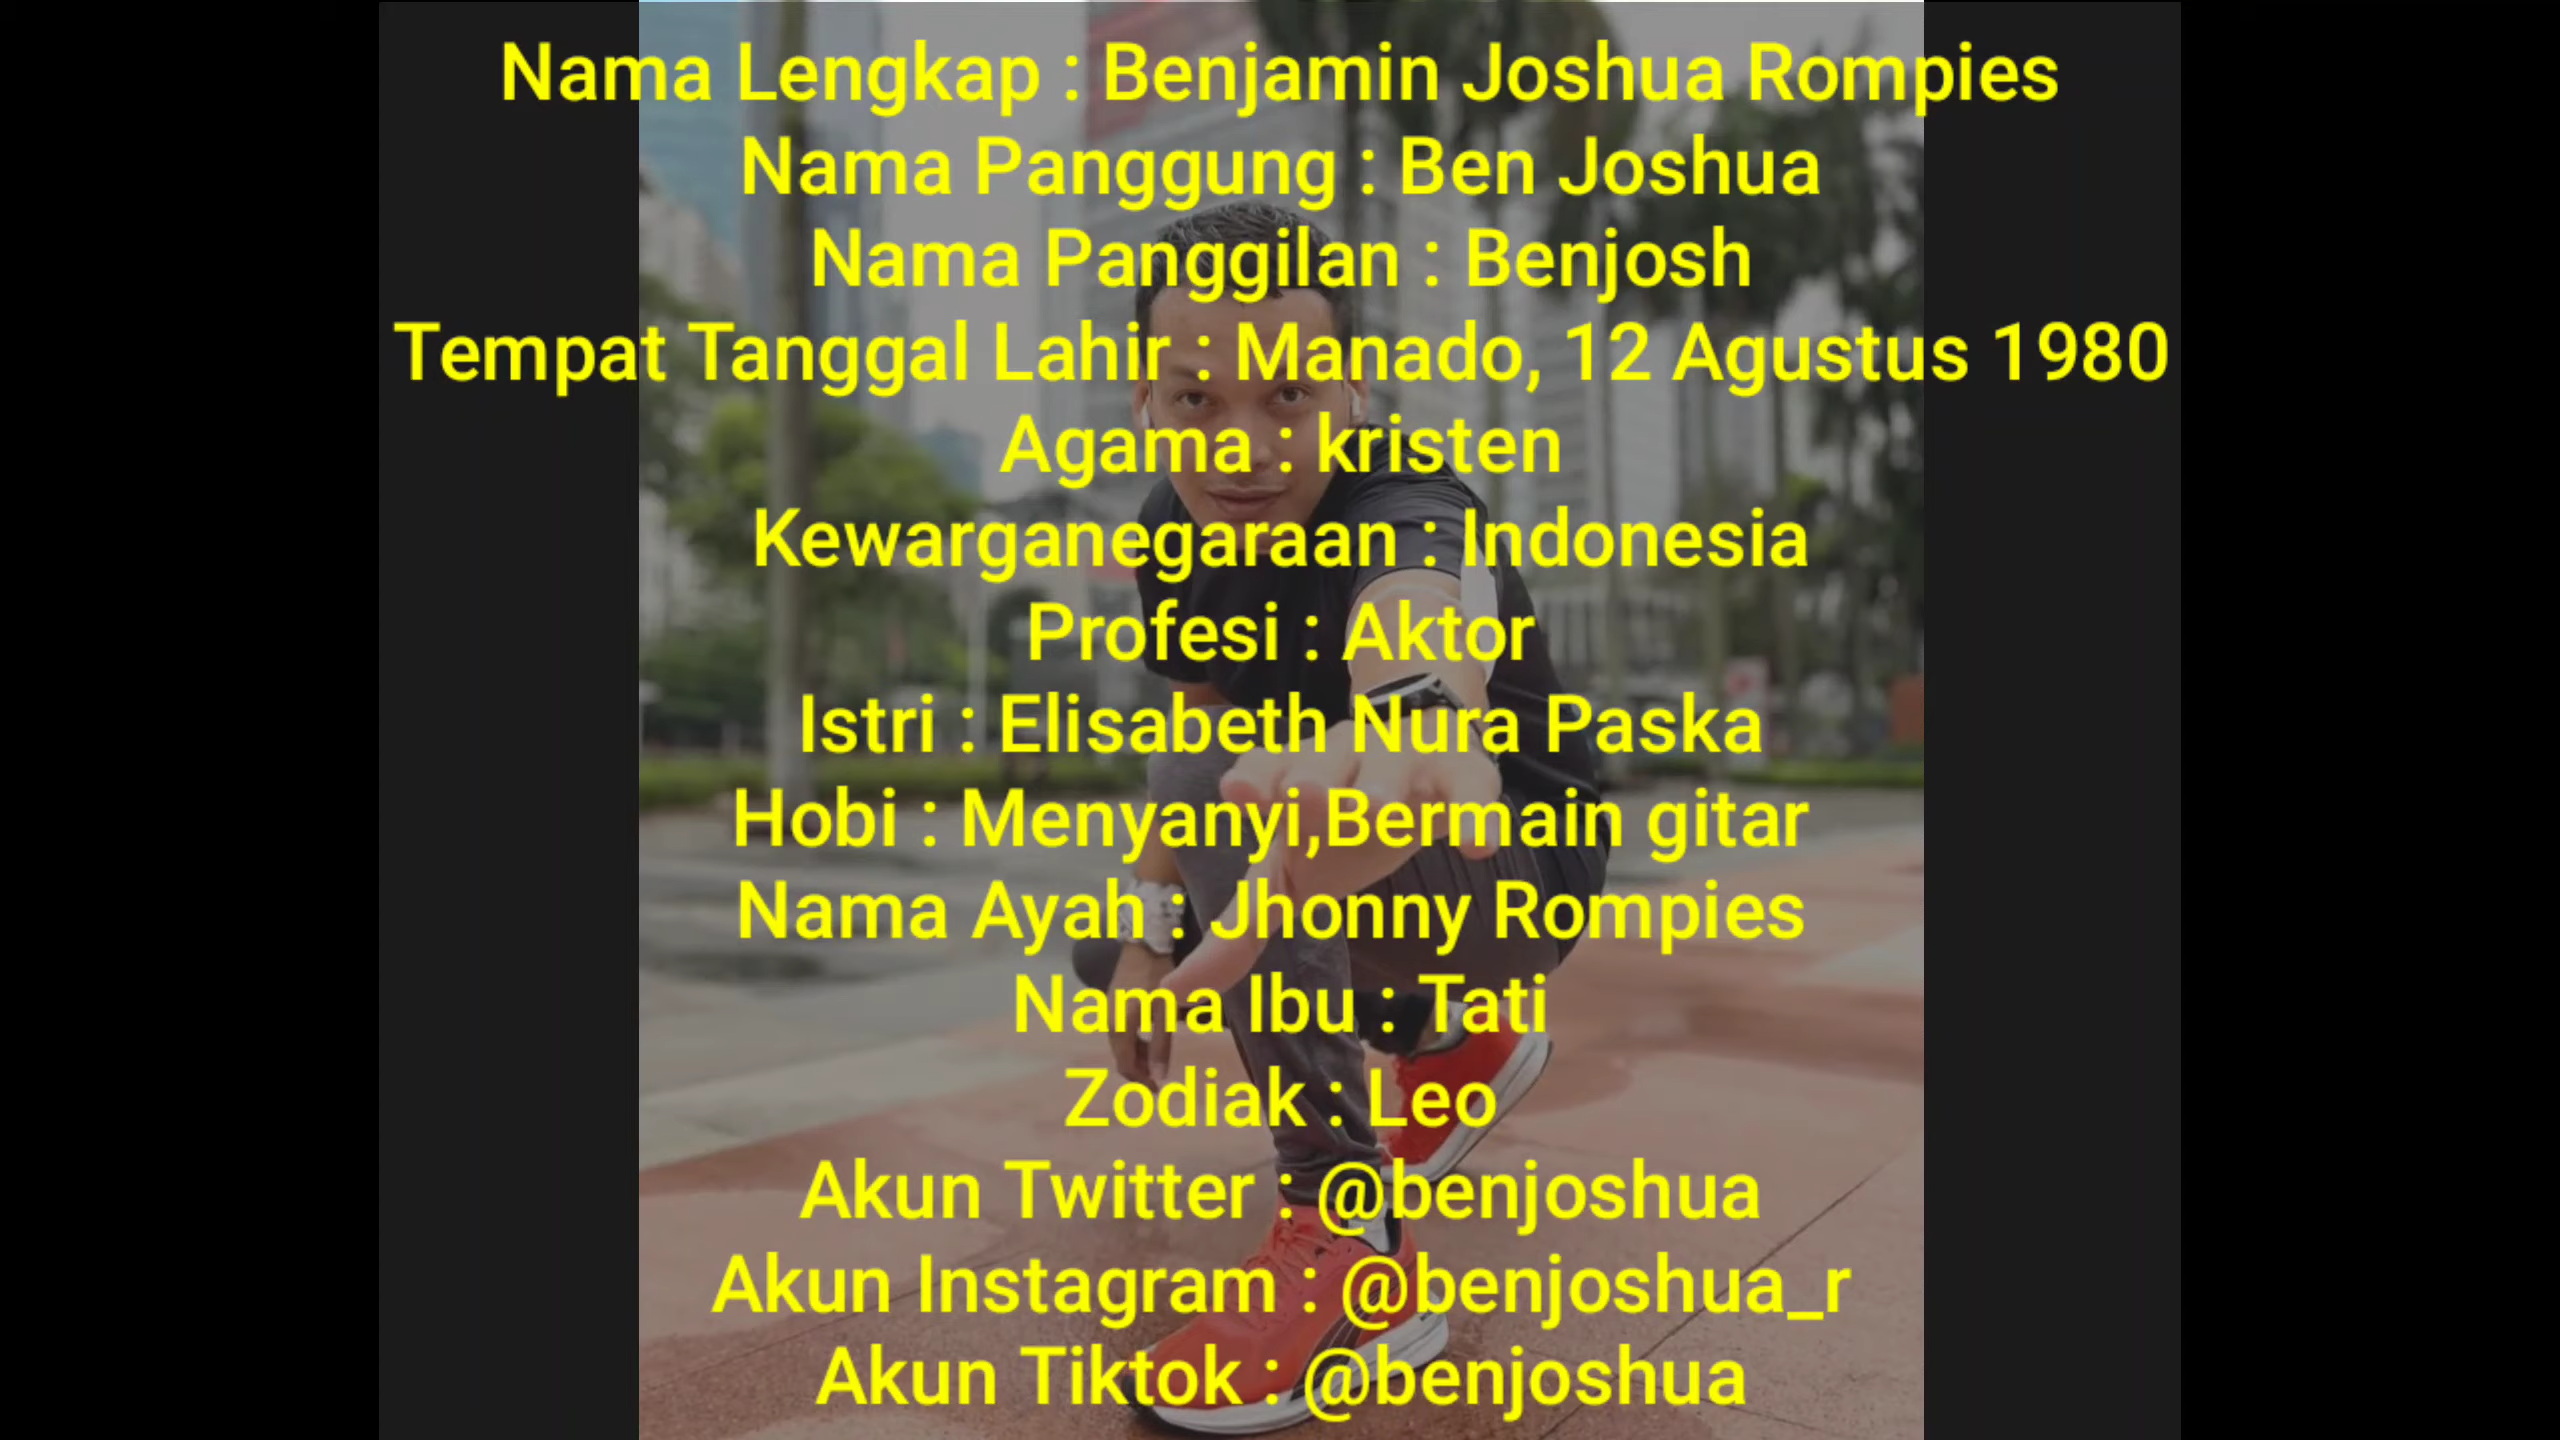 Nama Lengkap : Benjamin Joshua Rompies
Nama Panggung : Ben Joshua
Nama Panggilan : Benjosh
Tempat Tanggal Lahir : Manado, 12 Agustus 1980
Agama : kristen
Kewarganegaraan : Indonesia
Profesi : Aktor
Istri : Elisabeth Nura Paska
Hobi : Menyanyi,Bermain gitar
Nama Ayah : Jhonny Rompies
Nama Ibu : Tati
Zodiak : Leo
Akun Twitter : @benjoshua
Akun Instagram : @benjoshua_r
Akun Tiktok : @benjoshua